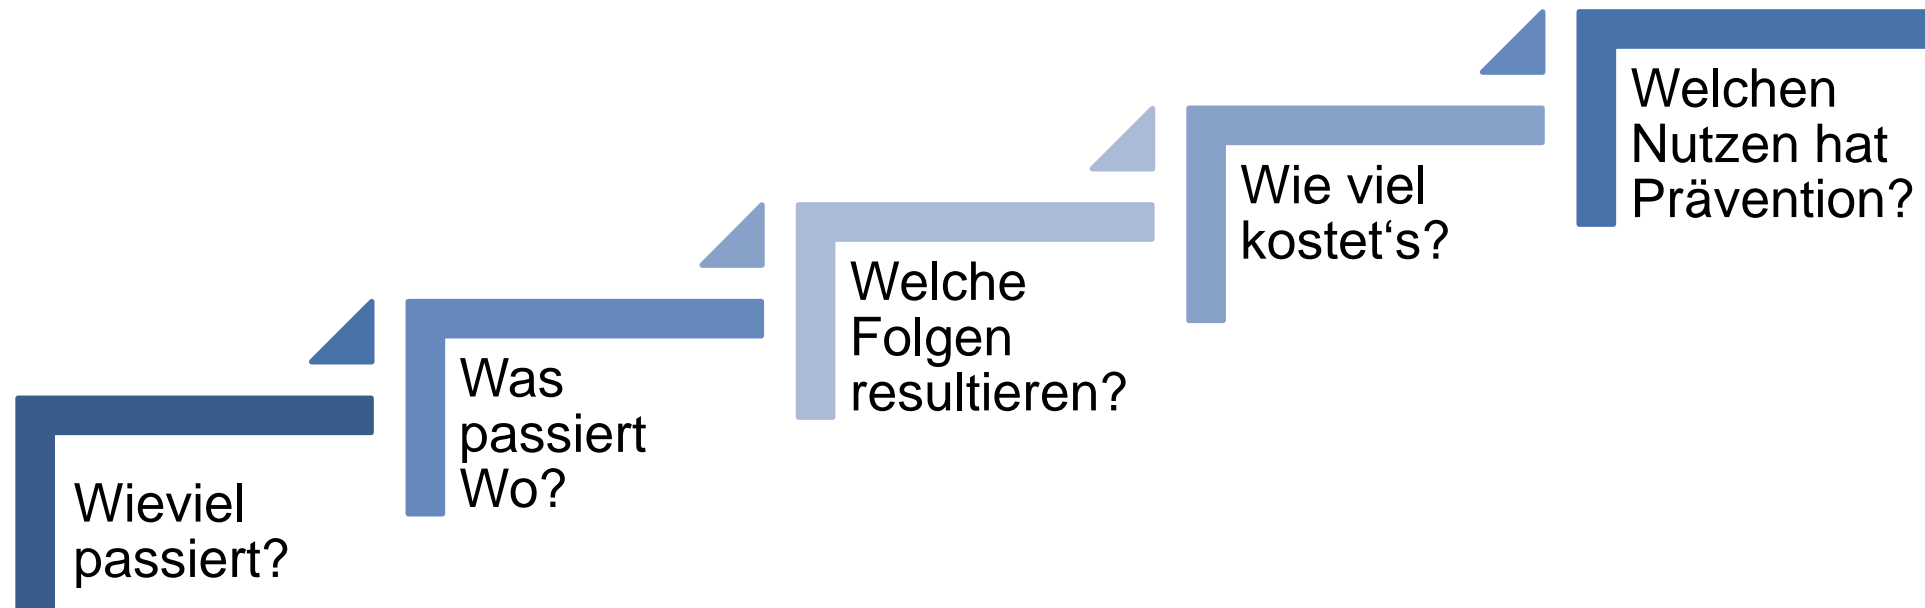 Wieviel
passiert?
Was
passiert
Wo?
Welche
Folgen
resultieren?
Wie viel
kostet‘s?
Welchen
Nutzen hat
Prävention?